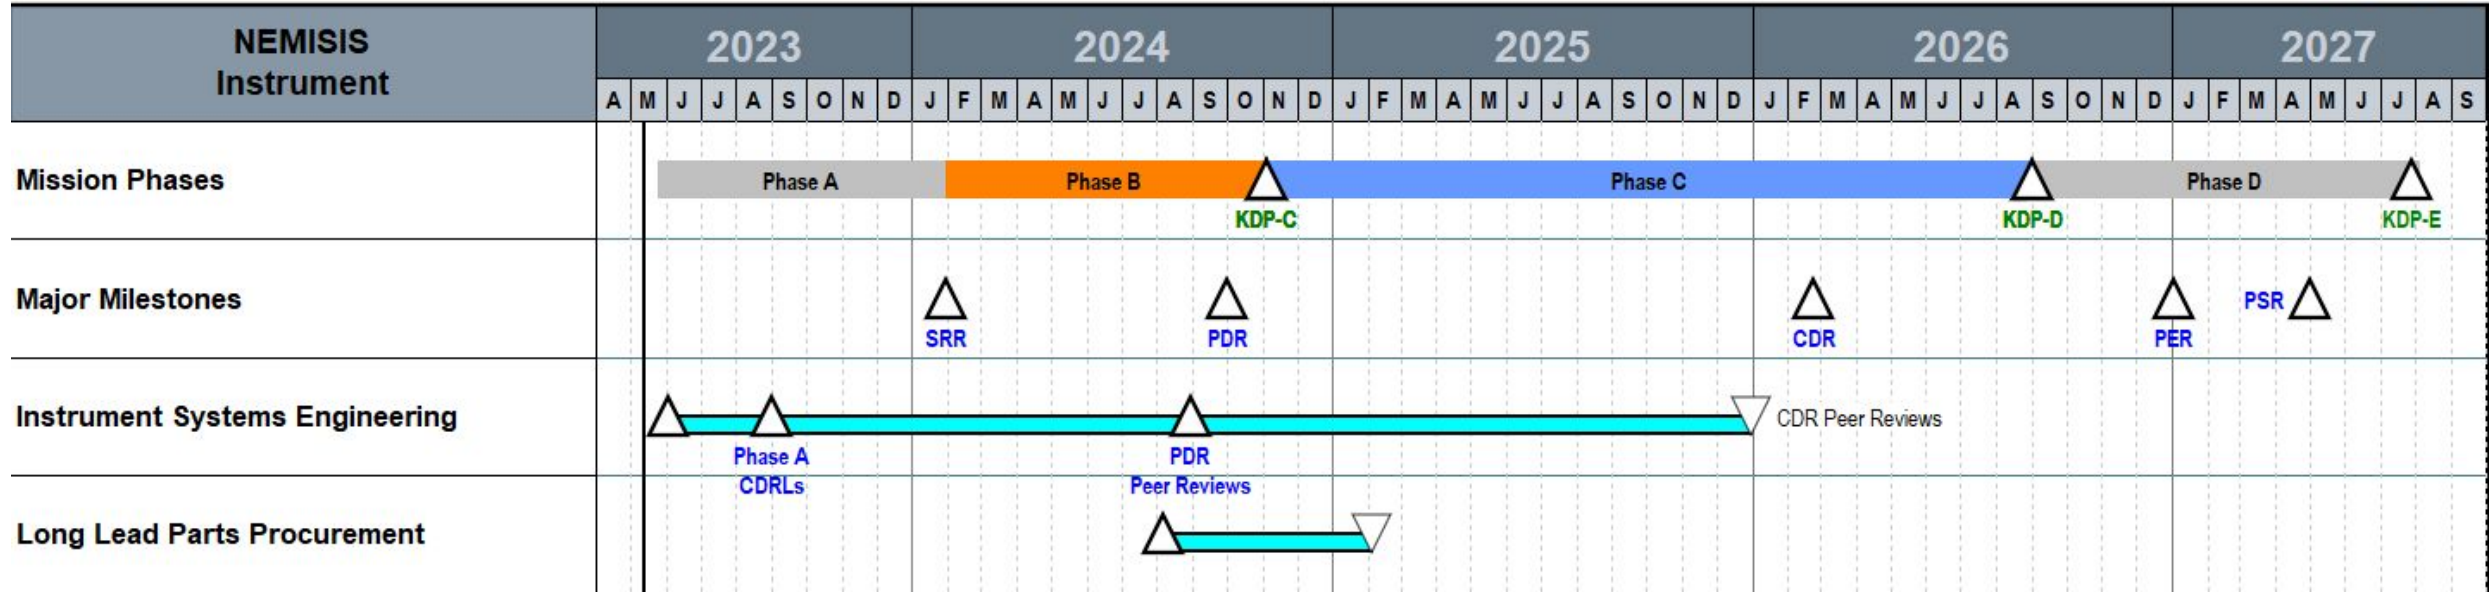 NEMISIS
Instrument
2023 2024 2025 2026 2027
A M J J A S O N D J F M A M J J A S O N D J F M A M J J A S O N D J F M A M J J A S O N D J F M A M J J A S
Mission Phases
Phase A Phase B Phase C Phase D
KDP-C KDP-D KDP-E
Major Milestones
PSR
SRR PDR CDR PER
Instrument Systems Engineering
CDR Peer Reviews
Phase A PDR
CDRLs Peer Reviews
Long Lead Parts Procurement